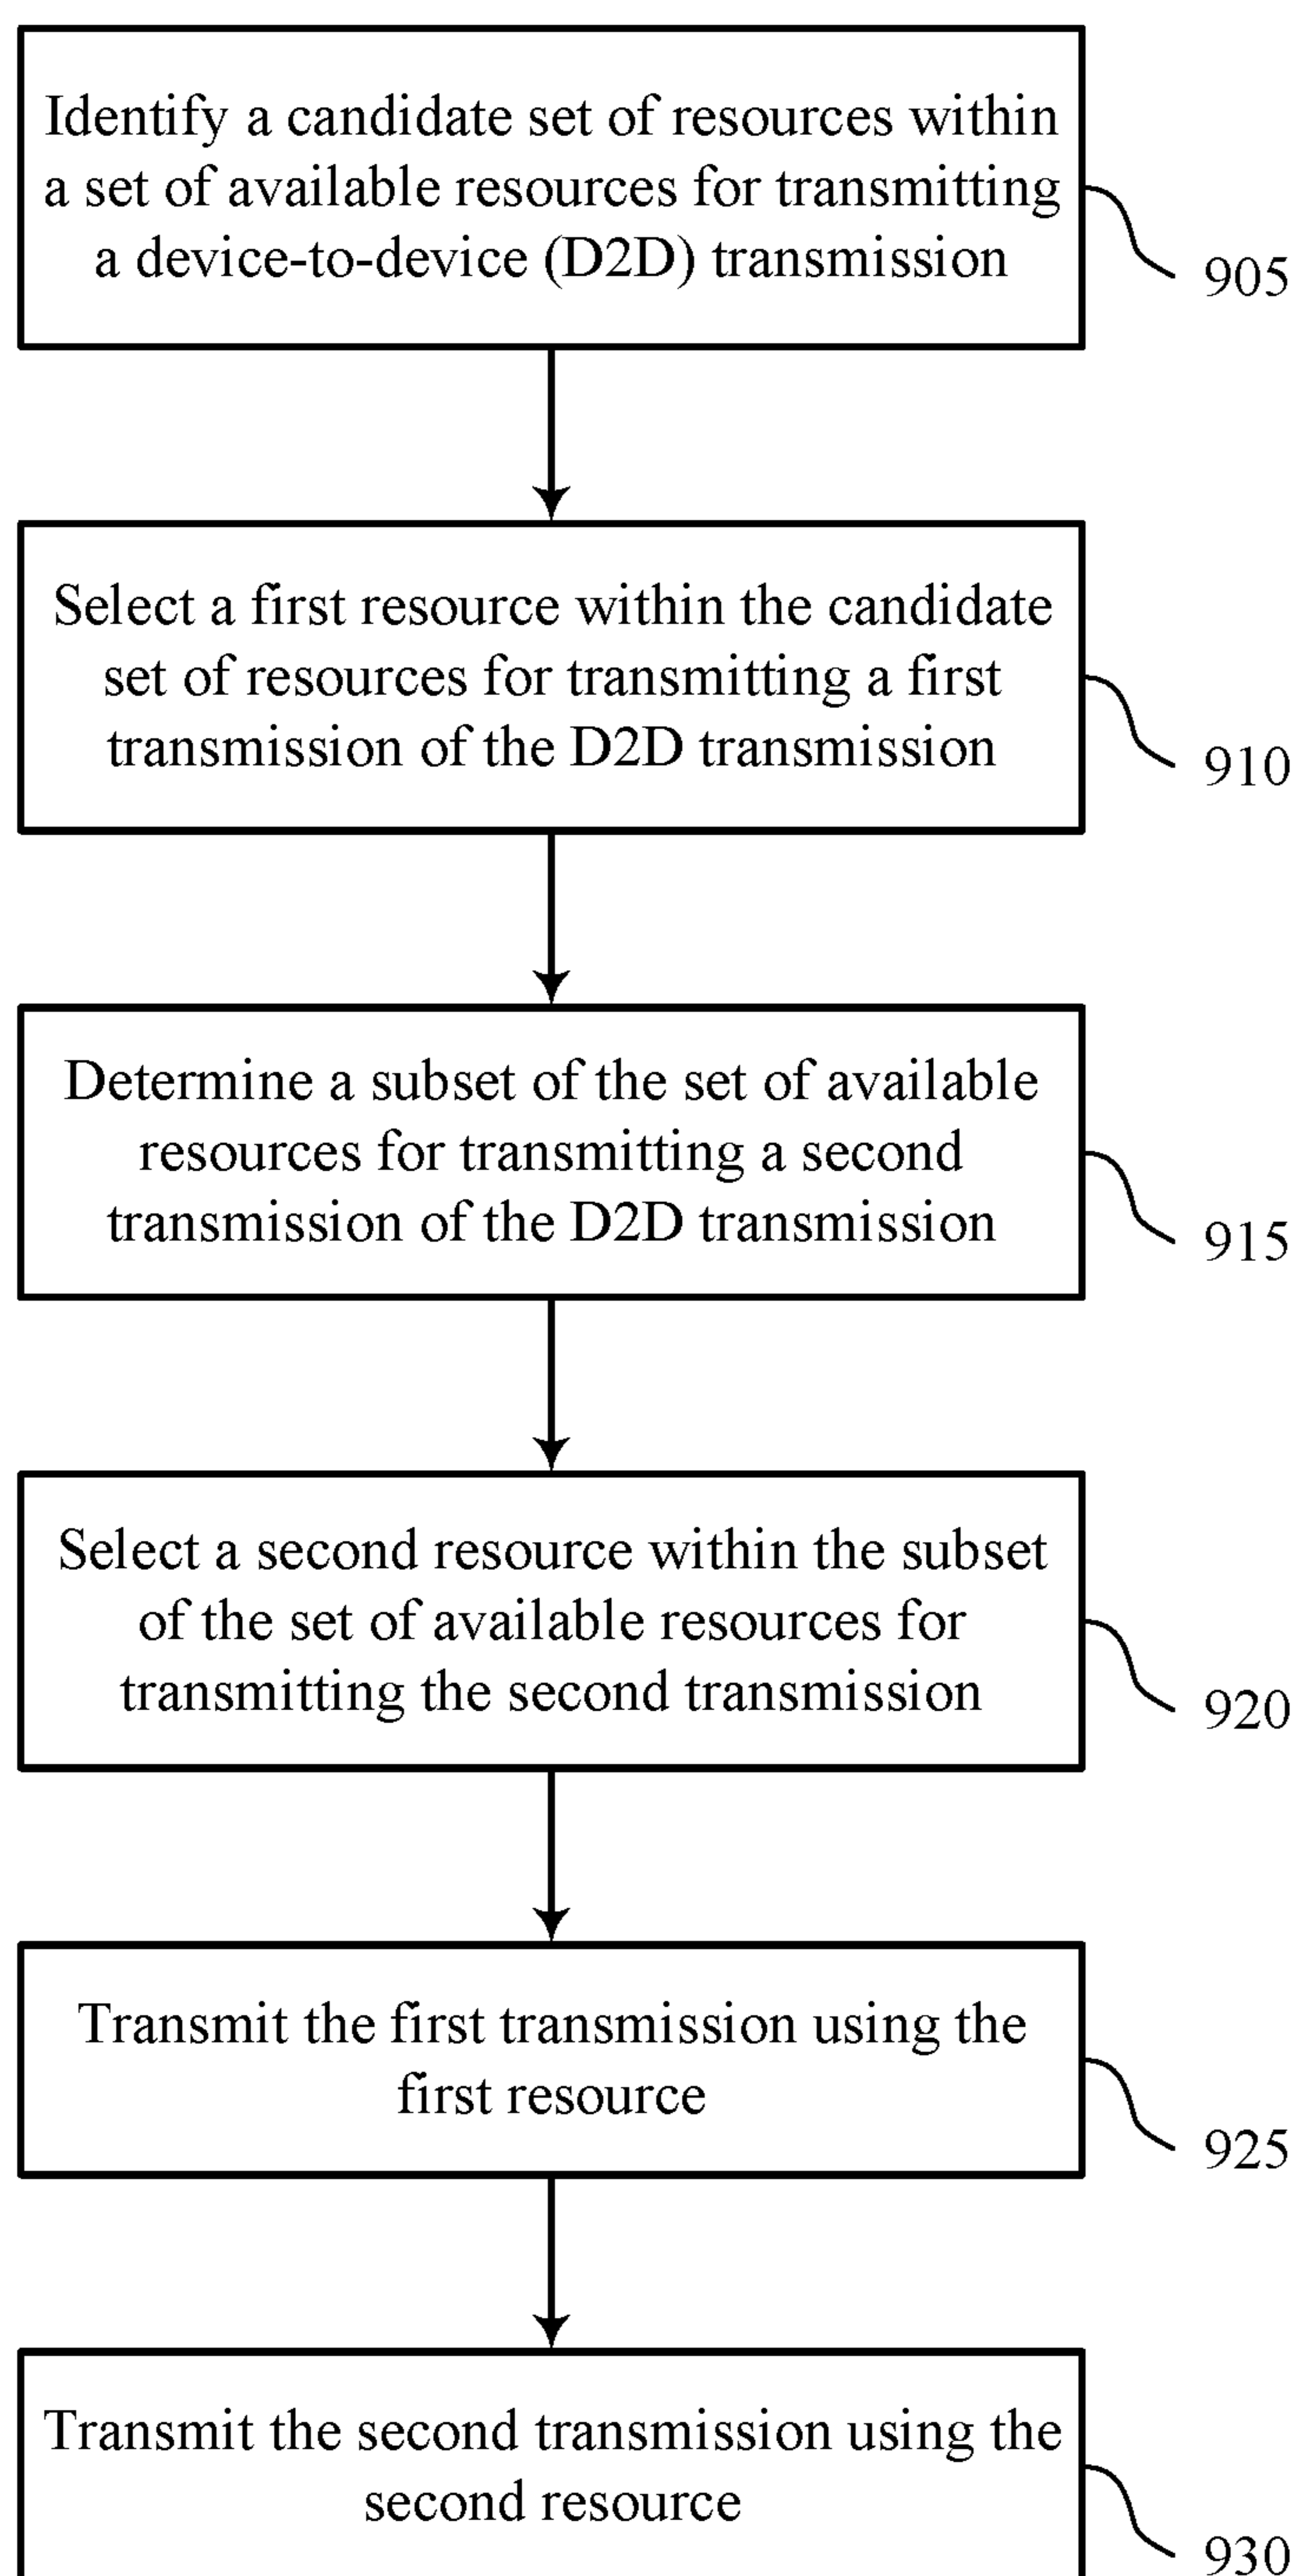 Identify a candidate set of resources within
a set of available resources for transmitting
a device-to-device (D2D) transmission
905
Select a first resource within the candidate
set of resources for transmitting a first
transmission of the D2D transmission
910
Determine a subset of the set of available
resources for transmitting a second
transmission of the D2D transmission
915
Select a second resource within the subset
of the set of available resources for
transmitting the second transmission
920
Transmit the first transmission using the
first resource
925
Transmit the second transmission using the
second resource
930